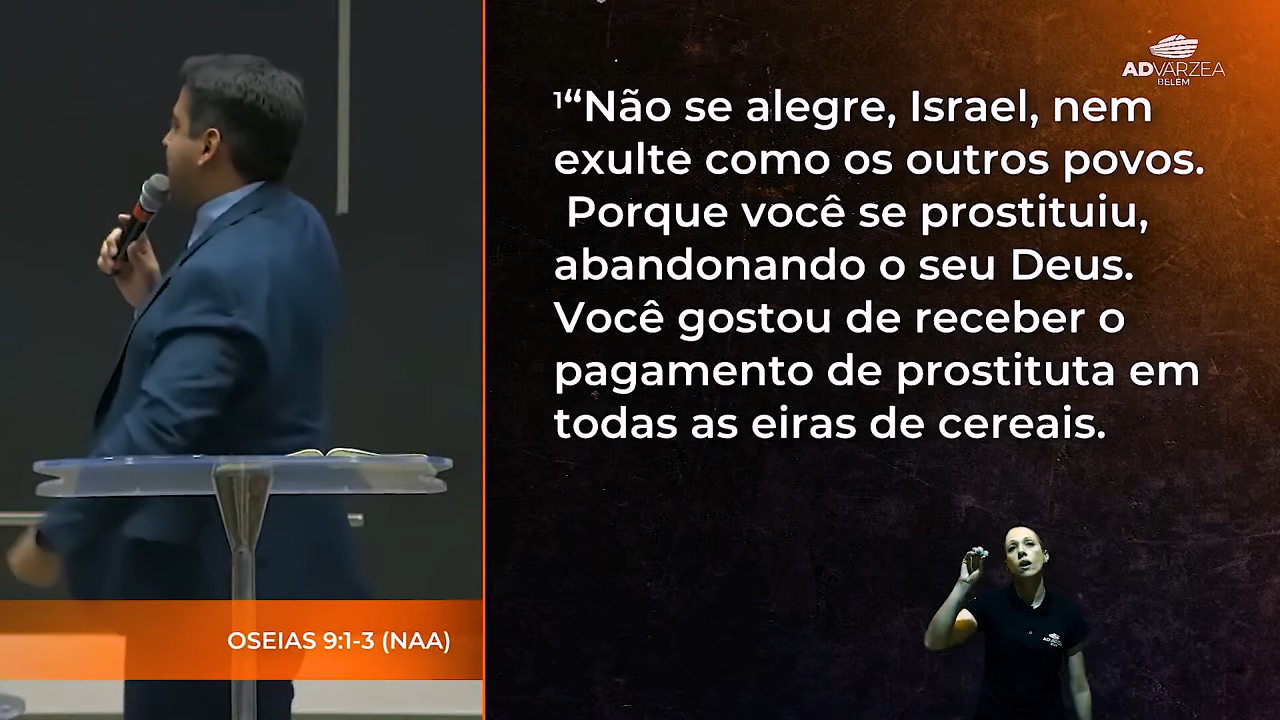 ADVARZEA
BELÉM
¹“Não se alegre, Israel, nem
exulte como os outros povos.
Porque você se prostituiu,
abandonando o seu Deus.
Você gostou de receber o
pagamento de prostituta em
todas as eiras de cereais.
OSEIAS 9:1-3 (NAA)